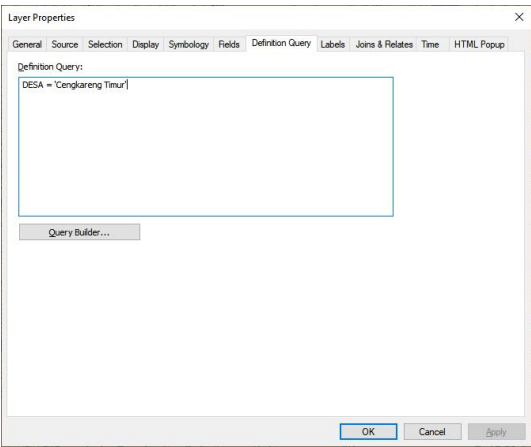 Layer Properties
General Source Selection Display Symbology Fields Definition Query Labels Joins & Relates Time HTML Popup
Definition Query:
DESA = 'Cengkareng Timur'
Query Builder...
OK Cancel Apply